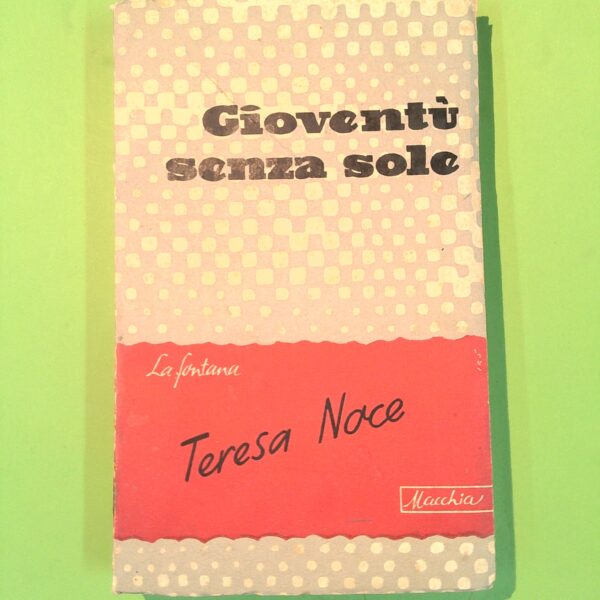 Gioventù
senza sole
La fontana
Teresa Noce
Macchia